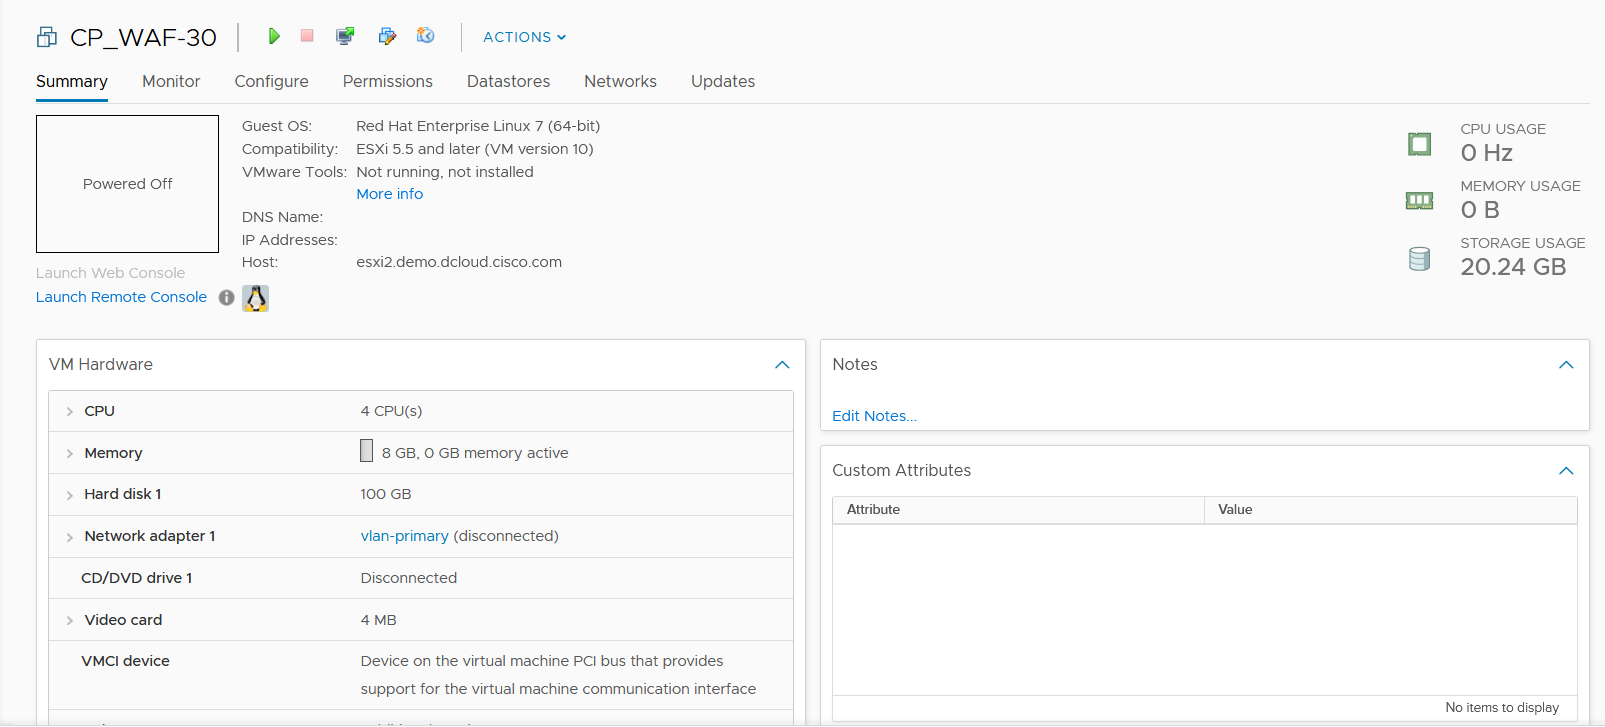 CP_WAF-30
ACTIONS
Summary Monitor Configure Permissions Datastores Networks Updates
Powered Off
Guest OS: Red Hat Enterprise Linux 7 (64-bit)
Compatibility: ESXi 5.5 and later (VM version 10)
VMware Tools: Not running, not installed
More info
DNS Name:
IP Addresses:
Host: esxi2.demo.dcloud.cisco.com
Launch Web Console
Launch Remote Console
CPU USAGE
0 Hz
MEMORY USAGE
0 B
STORAGE USAGE
20.24 GB
VM Hardware
CPU 4 CPU(s)
Memory 8 GB, 0 GB memory active
Hard disk 1 100 GB
Network adapter 1 vlan-primary (disconnected)
CD/DVD drive 1 Disconnected
Video card 4 MB
VMCI device Device on the virtual machine PCI bus that provides
support for the virtual machine communication interface
Notes
Edit Notes...
Custom Attributes
Attribute Value
No items to display